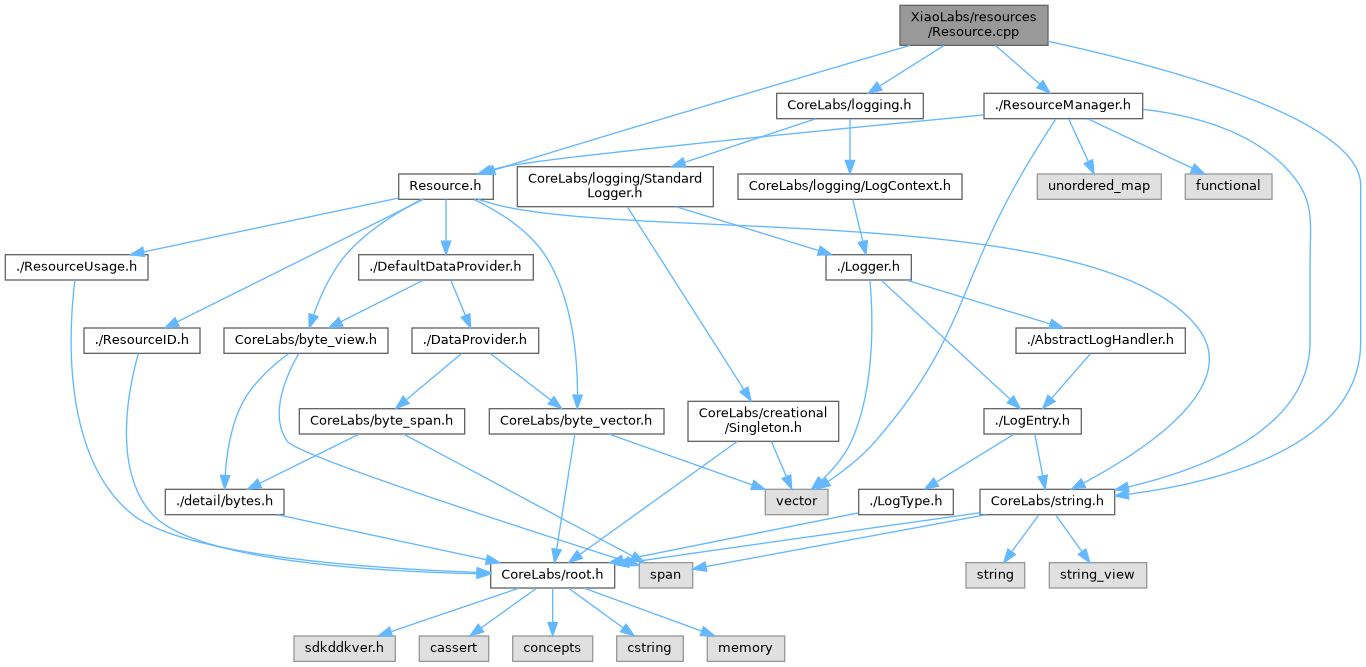 XiaoLabs/resources
/Resource.cpp
CoreLabs/logging.h
./ResourceManager.h
Resource.h
CoreLabs/logging/Standard
Logger.h
CoreLabs/logging/LogContext.h
unordered_map
functional
./ResourceUsage.h
./DefaultDataProvider.h
./Logger.h
./ResourceID.h
CoreLabs/byte_view.h
./DataProvider.h
./AbstractLogHandler.h
CoreLabs/byte_span.h
CoreLabs/byte_vector.h
CoreLabs/creational
/Singleton.h
./LogEntry.h
./detail/bytes.h
vector
./LogType.h
CoreLabs/string.h
CoreLabs/root.h
span
string
string_view
sdkddkver.h
cassert
concepts
cstring
memory